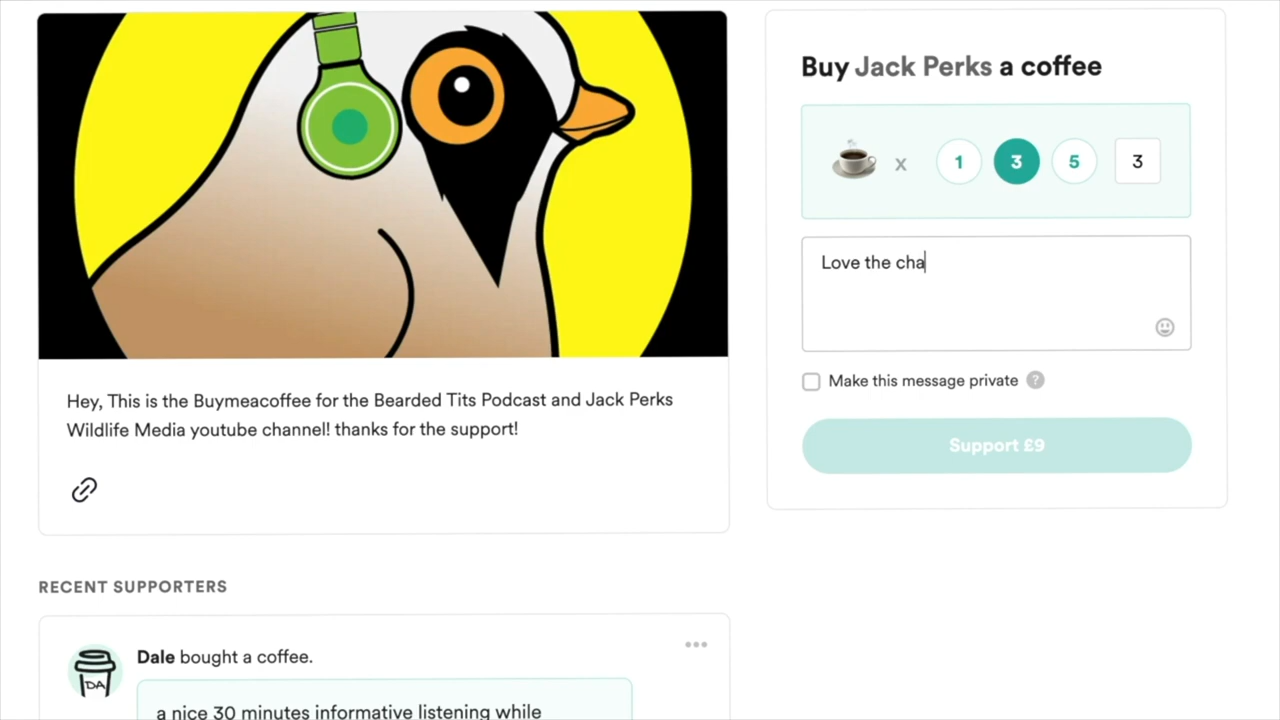 Buy Jack Perks a coffee
x 1 3 5 3
Love the cha
Make this message private ?
Support £9
Hey, This is the Buymeacoffee for the Bearded Tits Podcast and Jack Perks
Wildlife Media youtube channel! thanks for the support!
RECENT SUPPORTERS
Dale bought a coffee.
DA
a nice 30 minutes informative listening while